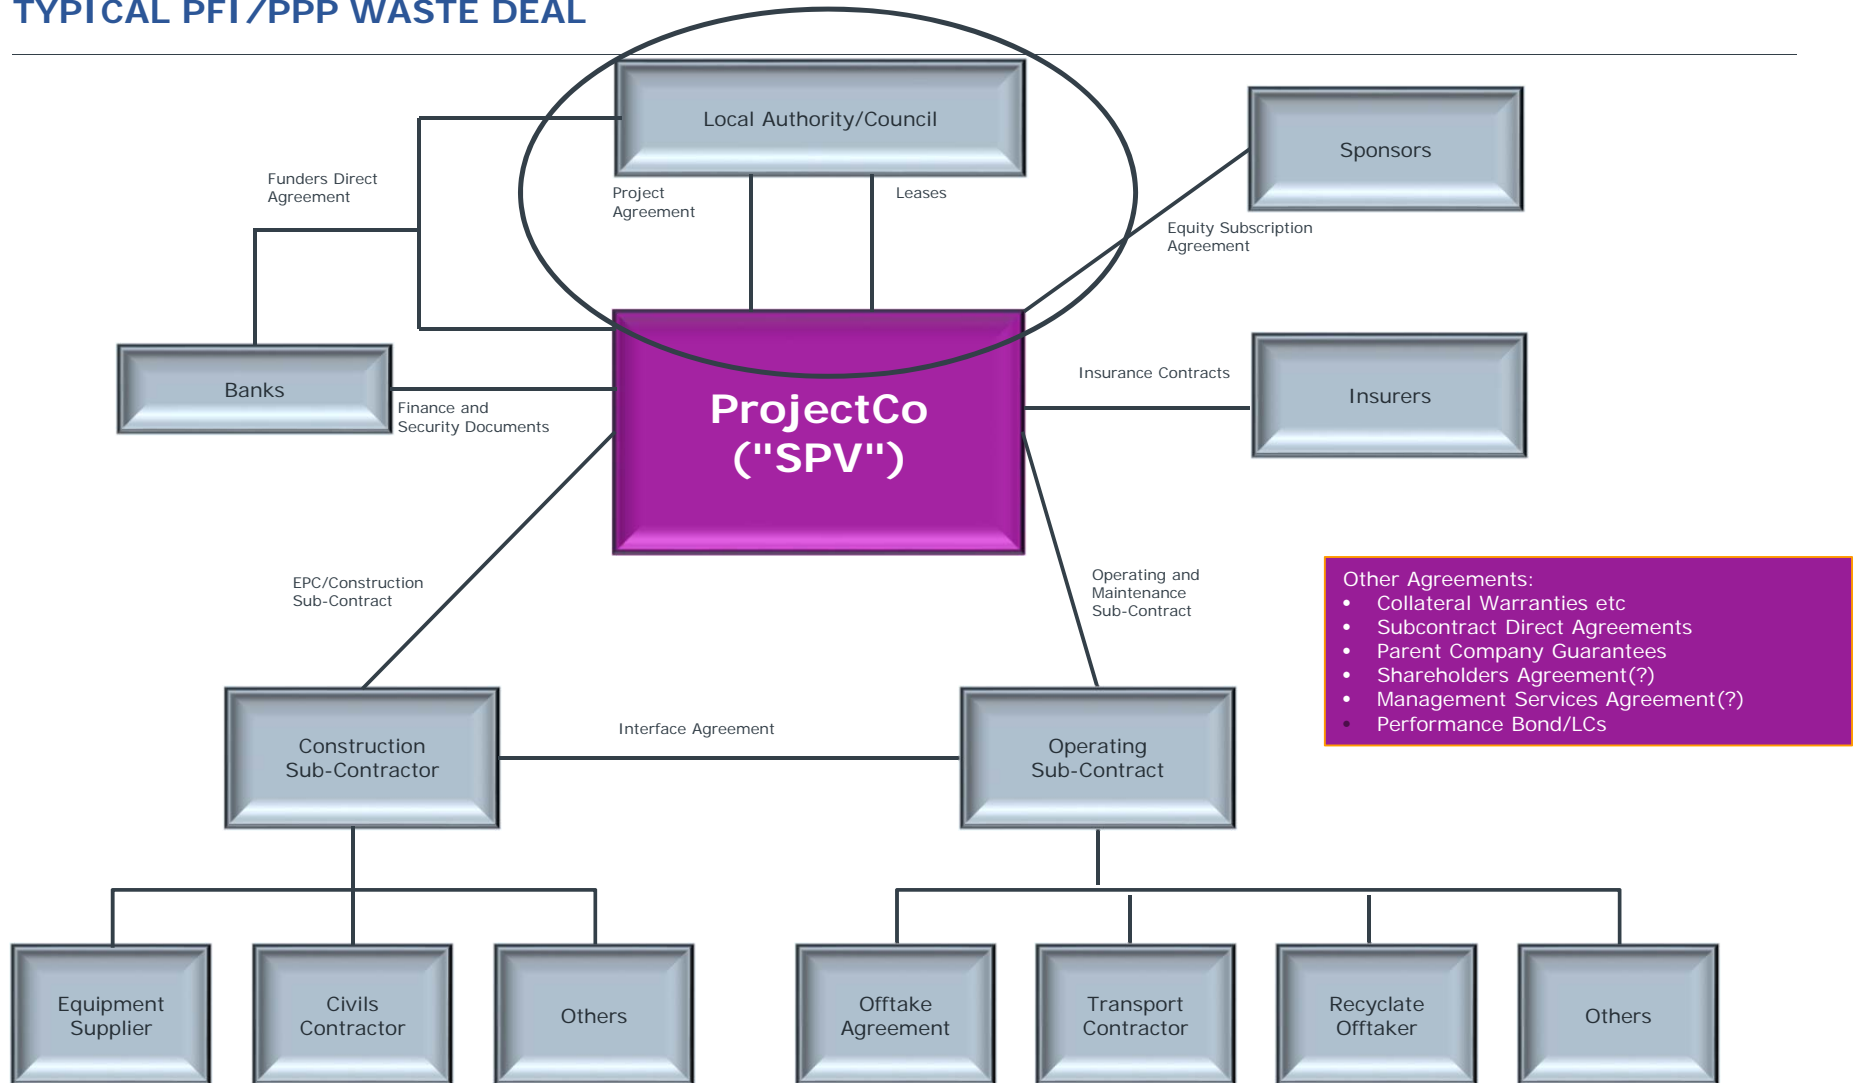 TYPICAL PFI/PPP WASTE DEAL
Local Authority/Council
Sponsors
Funders Direct
Agreement
Project
Agreement
Leases
Equity Subscription
Agreement
Banks
Finance and
Security Documents
ProjectCo
("SPV")
Insurance Contracts
Insurers
EPC/Construction
Sub-Contract
Operating and
Maintenance
Sub-Contract
Other Agreements:
• Collateral Warranties etc
• Subcontract Direct Agreements
• Parent Company Guarantees
• Shareholders Agreement(?)
• Management Services Agreement(?)
• Performance Bond/LCs
Construction
Sub-Contractor
Interface Agreement
Operating
Sub-Contract
Equipment
Supplier
Civils
Contractor
Others
Offtake
Agreement
Transport
Contractor
Recyclate
Offtaker
Others